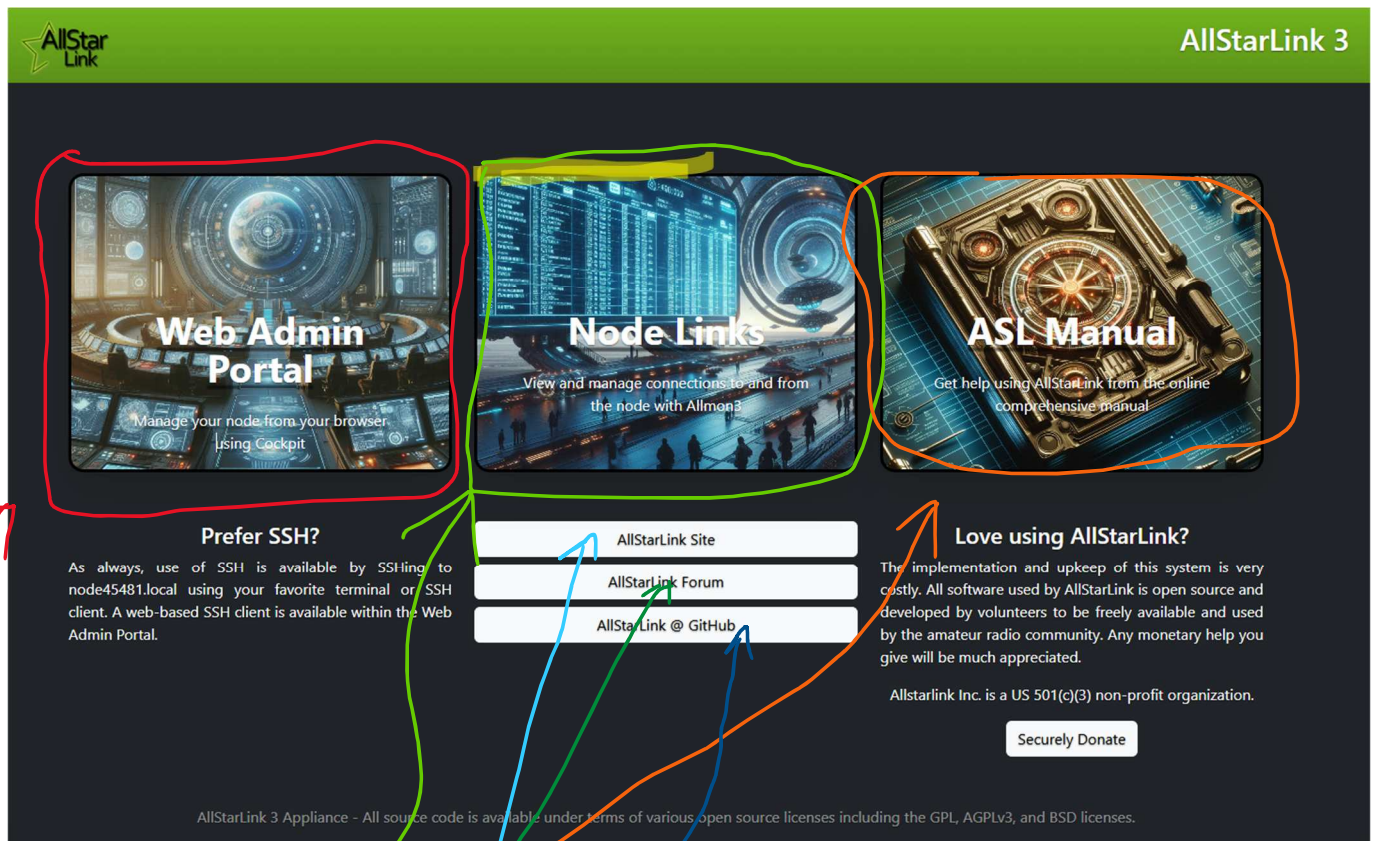 AllStar
Link
AllStarLink 3
Web Admin
Portal
Manage your node from your browser
using Cockpit
Node Links
View and manage connections to and from
the node with Allmon3
ASL Manual
Get help using AllStarLink from the online
comprehensive manual
Prefer SSH?
As always, use of SSH is available by SSHing to
node45481.local using your favorite terminal or SSH
client. A web-based SSH client is available within the Web
Admin Portal.
AllStarLink Site
AllStarLink Forum
AllStarLink @ GitHub
Love using AllStarLink?
The implementation and upkeep of this system is very
costly. All software used by AllStarLink is open source and
developed by volunteers to be freely available and used
by the amateur radio community. Any monetary help you
give will be much appreciated.
Allstarlink Inc. is a US 501(c)(3) non-profit organization.
Securely Donate
AllStarLink 3 Appliance - All source code is available under terms of various open source licenses including the GPL, AGPLv3, and BSD licenses.